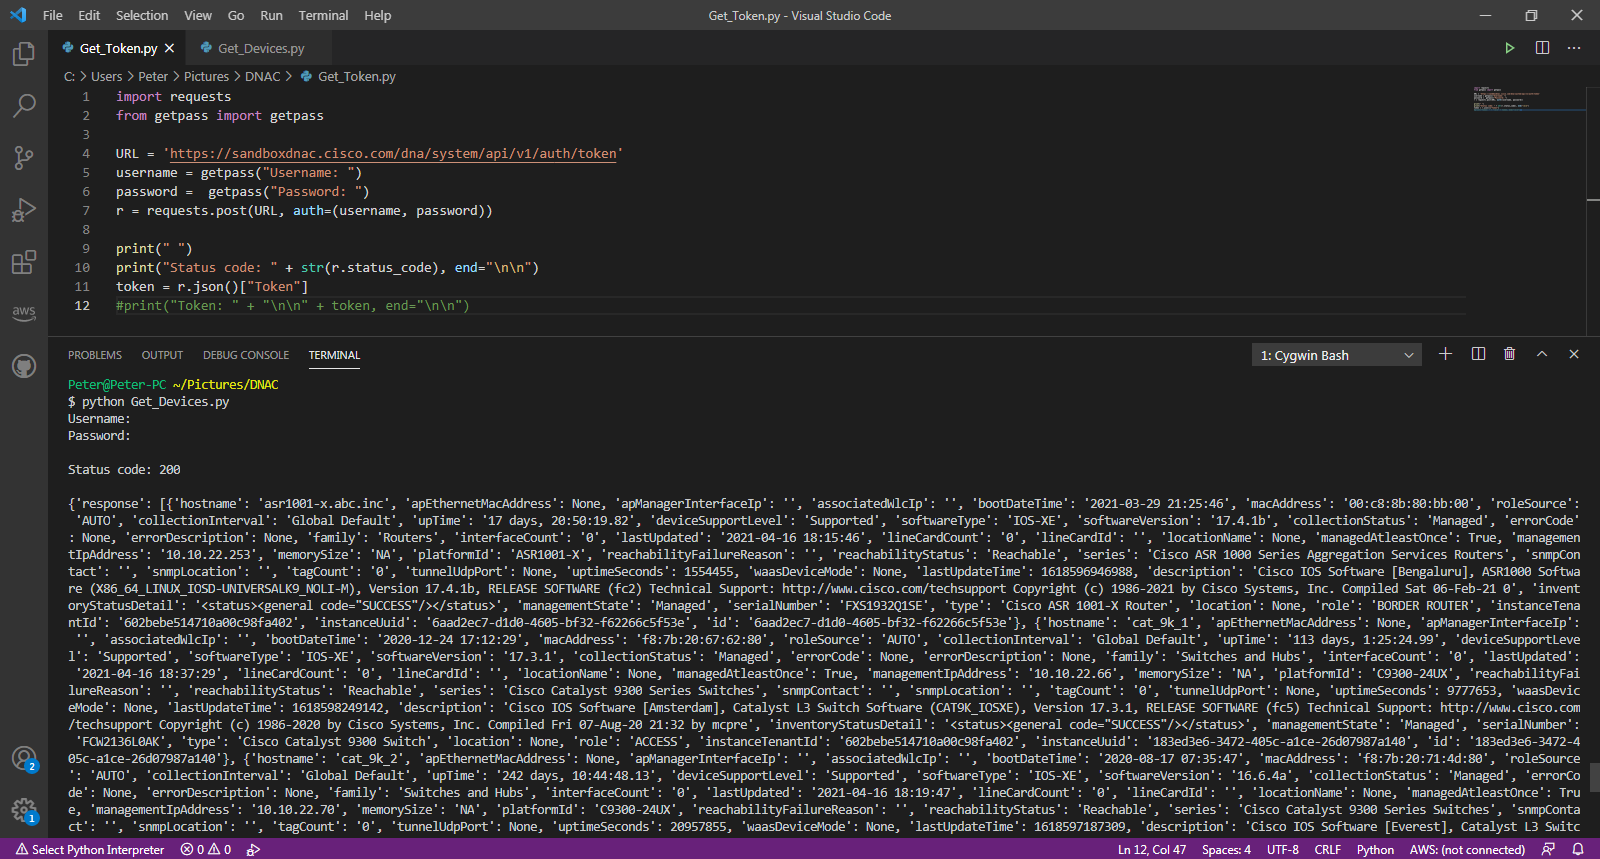 File Edit Selection View Go Run Terminal Help
Get_Token.py - Visual Studio Code
Get_Token.py Get_Devices.py
C: > Users > Peter > Pictures > DNAC > Get_Token.py
1 import requests
2 from getpass import getpass
3
4 URL = 'https://sandboxdnac.cisco.com/dna/system/api/v1/auth/token'
5 username = getpass("Username: ")
6 password =  getpass("Password: ")
7 r = requests.post(URL, auth=(username, password))
8
9 print(" ")
10 print("Status code: " + str(r.status_code), end="\n\n")
11 token = r.json()["Token"]
12 #print("Token: " + "\n\n" + token, end="\n\n")
aws
PROBLEMS OUTPUT DEBUG CONSOLE TERMINAL
1: Cygwin Bash
Peter@Peter-PC ~/Pictures/DNAC
$ python Get_Devices.py
Username:
Password:
Status code: 200
{'response': [{'hostname': 'asr1001-x.abc.inc', 'apEthernetMacAddress': None, 'apManagerInterfaceIp': '', 'associatedWlcIp': '', 'bootDateTime': '2021-03-29 21:25:46', 'macAddress': '00:c8:8b:80:bb:00', 'roleSource':
'AUTO', 'collectionInterval': 'Global Default', 'upTime': '17 days, 20:50:19.82', 'deviceSupportLevel': 'Supported', 'softwareType': 'IOS-XE', 'softwareVersion': '17.4.1b', 'collectionStatus': 'Managed', 'errorCode'
: None, 'errorDescription': None, 'family': 'Routers', 'interfaceCount': '0', 'lastUpdated': '2021-04-16 18:15:46', 'lineCardCount': '0', 'lineCardId': '', 'locationName': None, 'managedAtleastOnce': True, 'managemen
tIpAddress': '10.10.22.253', 'memorySize': 'NA', 'platformId': 'ASR1001-X', 'reachabilityFailureReason': '', 'reachabilityStatus': 'Reachable', 'series': 'Cisco ASR 1000 Series Aggregation Services Routers', 'snmpCon
tact': '', 'snmpLocation': '', 'tagCount': '0', 'tunnelUdpPort': None, 'uptimeSeconds': 1554455, 'waasDeviceMode': None, 'lastUpdateTime': 1618596946988, 'description': 'Cisco IOS Software [Bengaluru], ASR1000 Softwa
re (X86_64_LINUX_IOSD-UNIVERSALK9_NOLI-M), Version 17.4.1b, RELEASE SOFTWARE (fc2) Technical Support: http://www.cisco.com/techsupport Copyright (c) 1986-2021 by Cisco Systems, Inc. Compiled Sat 06-Feb-21 0', 'invent
oryStatusDetail': '<status><general code="SUCCESS"/></status>', 'managementState': 'Managed', 'serialNumber': 'FXS1932Q1SE', 'type': 'Cisco ASR 1001-X Router', 'location': None, 'role': 'BORDER ROUTER', 'instanceTena
ntId': '602bebe514710a00c98fa402', 'instanceUuid': '6aad2ec7-d1d0-4605-bf32-f62266c5f53e', 'id': '6aad2ec7-d1d0-4605-bf32-f62266c5f53e'}, {'hostname': 'cat_9k_1', 'apEthernetMacAddress': None, 'apManagerInterfaceIp':
'', 'associatedWlcIp': '', 'bootDateTime': '2020-12-24 17:12:29', 'macAddress': 'f8:7b:20:67:62:80', 'roleSource': 'AUTO', 'collectionInterval': 'Global Default', 'upTime': '113 days, 1:25:24.99', 'deviceSupportLeve
l': 'Supported', 'softwareType': 'IOS-XE', 'softwareVersion': '17.3.1', 'collectionStatus': 'Managed', 'errorCode': None, 'errorDescription': None, 'family': 'Switches and Hubs', 'interfaceCount': '0', 'lastUpdated':
'2021-04-16 18:37:29', 'lineCardCount': '0', 'lineCardId': '', 'locationName': None, 'managedAtleastOnce': True, 'managementIpAddress': '10.10.22.66', 'memorySize': 'NA', 'platformId': 'C9300-24UX', 'reachabilityFai
lureReason': '', 'reachabilityStatus': 'Reachable', 'series': 'Cisco Catalyst 9300 Series Switches', 'snmpContact': '', 'snmpLocation': '', 'tagCount': '0', 'tunnelUdpPort': None, 'uptimeSeconds': 9777653, 'waasDevic
eMode': None, 'lastUpdateTime': 1618598249142, 'description': 'Cisco IOS Software [Amsterdam], Catalyst L3 Switch Software (CAT9K_IOSXE), Version 17.3.1, RELEASE SOFTWARE (fc5) Technical Support: http://www.cisco.com
/techsupport Copyright (c) 1986-2020 by Cisco Systems, Inc. Compiled Fri 07-Aug-20 21:32 by mcpre', 'inventoryStatusDetail': '<status><general code="SUCCESS"/></status>', 'managementState': 'Managed', 'serialNumber':
'FCW2136L0AK', 'type': 'Cisco Catalyst 9300 Switch', 'location': None, 'role': 'ACCESS', 'instanceTenantId': '602bebe514710a00c98fa402', 'instanceUuid': '183ed3e6-3472-405c-a1ce-26d07987a140', 'id': '183ed3e6-3472-4
05c-a1ce-26d07987a140'}, {'hostname': 'cat_9k_2', 'apEthernetMacAddress': None, 'apManagerInterfaceIp': '', 'associatedWlcIp': '', 'bootDateTime': '2020-08-17 07:35:47', 'macAddress': 'f8:7b:20:71:4d:80', 'roleSource
': 'AUTO', 'collectionInterval': 'Global Default', 'upTime': '242 days, 10:44:48.13', 'deviceSupportLevel': 'Supported', 'softwareType': 'IOS-XE', 'softwareVersion': '16.6.4a', 'collectionStatus': 'Managed', 'errorCo
de': None, 'errorDescription': None, 'family': 'Switches and Hubs', 'interfaceCount': '0', 'lastUpdated': '2021-04-16 18:19:47', 'lineCardCount': '0', 'lineCardId': '', 'locationName': None, 'managedAtleastOnce': Tru
e, 'managementIpAddress': '10.10.22.70', 'memorySize': 'NA', 'platformId': 'C9300-24UX', 'reachabilityFailureReason': '', 'reachabilityStatus': 'Reachable', 'series': 'Cisco Catalyst 9300 Series Switches', 'snmpConta
ct': '', 'snmpLocation': '', 'tagCount': '0', 'tunnelUdpPort': None, 'uptimeSeconds': 20957855, 'waasDeviceMode': None, 'lastUpdateTime': 1618597187309, 'description': 'Cisco IOS Software [Everest], Catalyst L3 Switc
2
1
Select Python Interpreter 0 0 Ln 12, Col 47 Spaces: 4 UTF-8 CRLF Python AWS: (not connected)